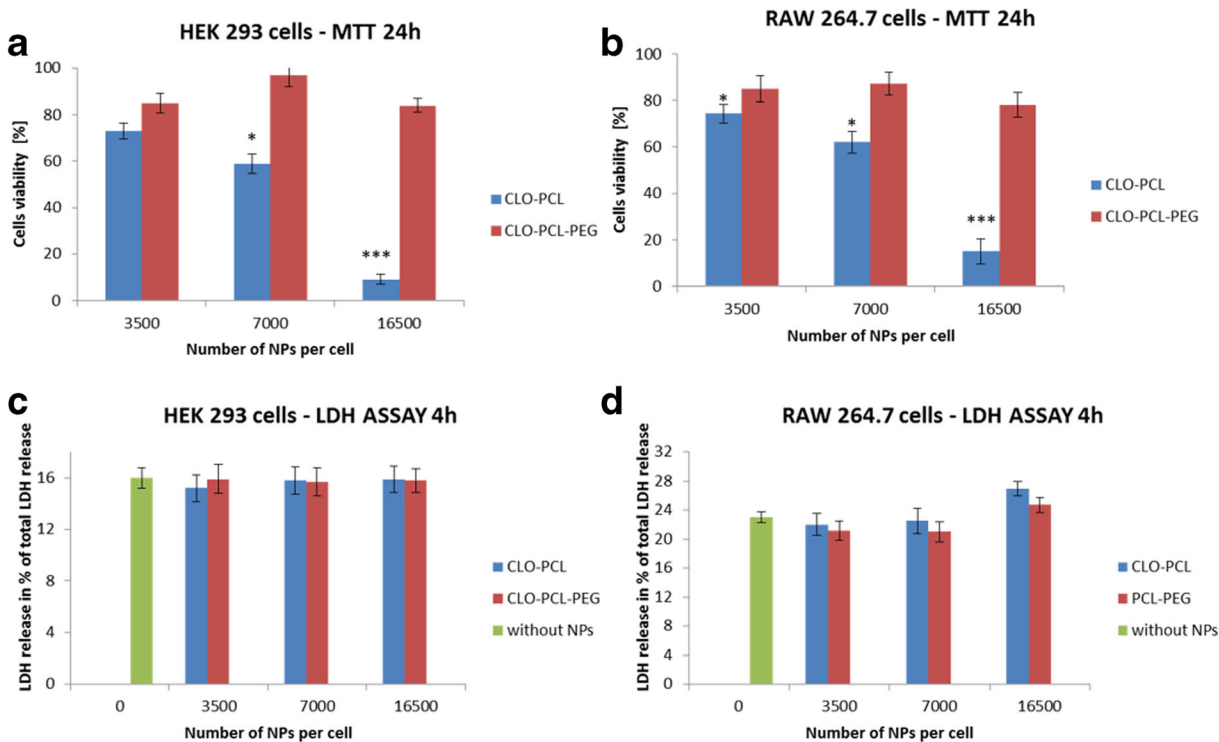 a
HEK 293 cells - MTT 24h
100
80
60
40
20
0
Cells viability [%]
*
***
3500 7000 16500
Number of NPs per cell
CLO-PCL
CLO-PCL-PEG
b
RAW 264.7 cells - MTT 24h
100
80
60
40
20
0
Cells viability [%]
*
*
***
3500 7000 16500
Number of NPs per cell
CLO-PCL
CLO-PCL-PEG
c
HEK 293 cells - LDH ASSAY 4h
LDH release in % of total LDH release
16
12
8
4
0
0 3500 7000 16500
Number of NPs per cell
CLO-PCL
CLO-PCL-PEG
without NPs
d
RAW 264.7 cells - LDH ASSAY 4h
LDH release in % of total LDH release
32
28
24
20
16
12
8
4
0
0 3500 7000 16500
Number of NPs per cell
CLO-PCL
PCL-PEG
without NPs